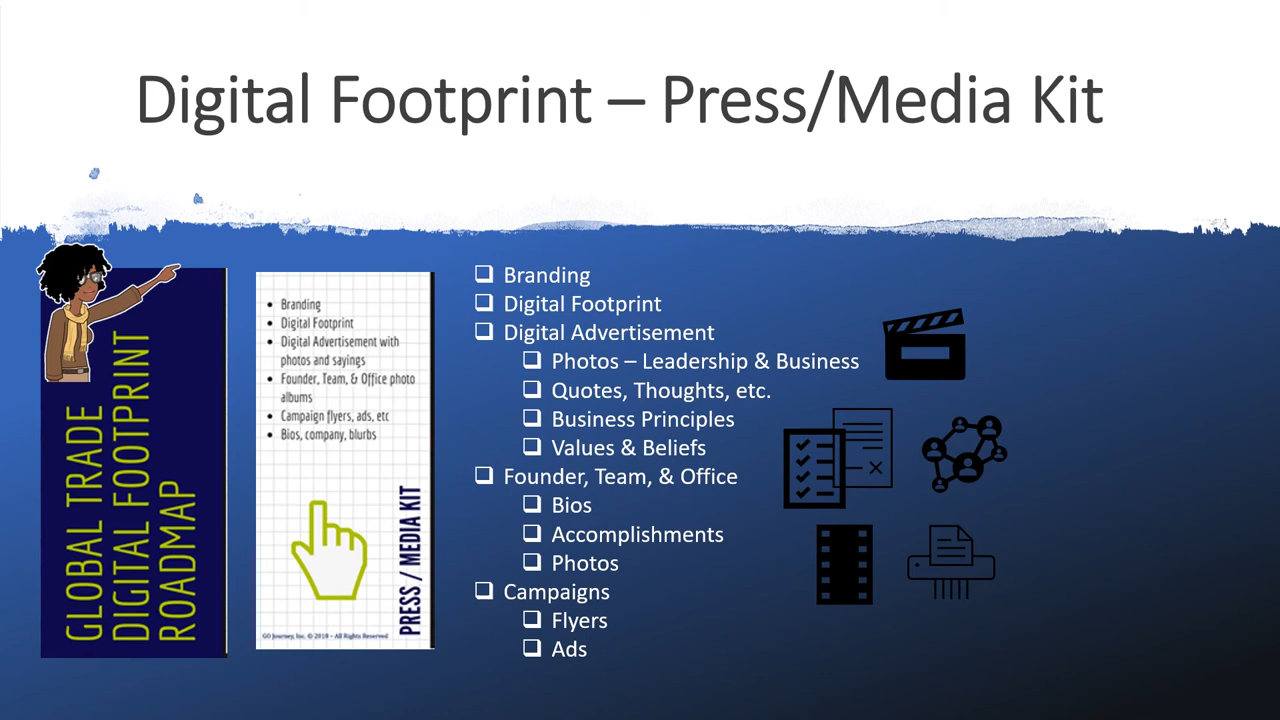 Digital Footprint – Press/Media Kit
GLOBAL TRADE
DIGITAL FOOTPRINT
ROADMAP
Branding
Digital Footprint
Digital Advertisement with
photos and sayings
Founder, Team, & Office photo
albums
Campaign flyers, ads, etc
Bios, company, blurbs
PRESS / MEDIA KIT
GO Journey, Inc. © 2018 – All Rights Reserved
Branding
Digital Footprint
Digital Advertisement
Photos – Leadership & Business
Quotes, Thoughts, etc.
Business Principles
Values & Beliefs
Founder, Team, & Office
Bios
Accomplishments
Photos
Campaigns
Flyers
Ads